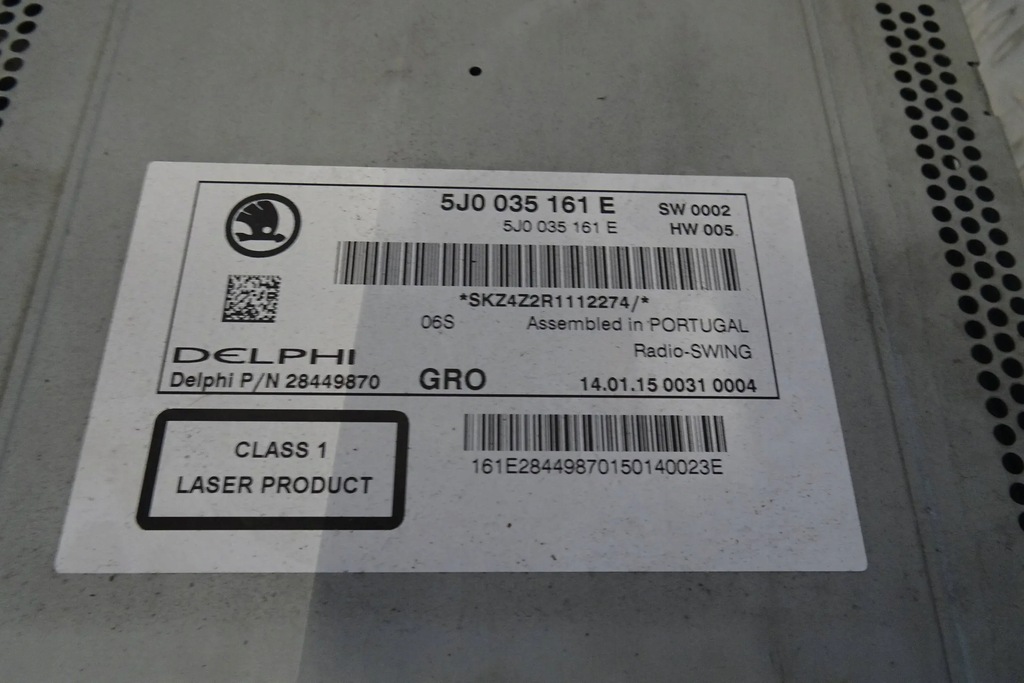 5J0 035 161 E SW 0002
5J0 035 161 E HW 005
*SKZ4Z2R1112274/*
06S Assembled in PORTUGAL
Radio-SWING
DELPHI
Delphi P/N 28449870 GRO 14.01.15 0031 0004
CLASS 1
LASER PRODUCT
161E28449870150140023E